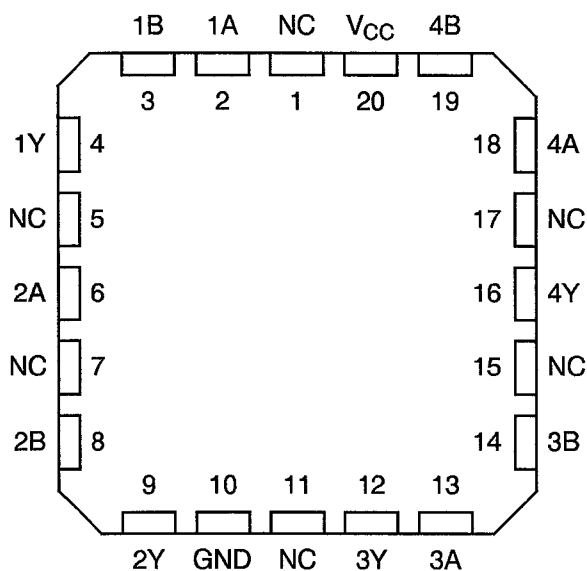 1B 1A NC VCC 4B
3 2 1 20 19
1Y 4 18 4A
NC 5 17 NC
2A 6 16 4Y
NC 7 15 NC
2B 8 14 3B
9 10 11 12 13
2Y GND NC 3Y 3A